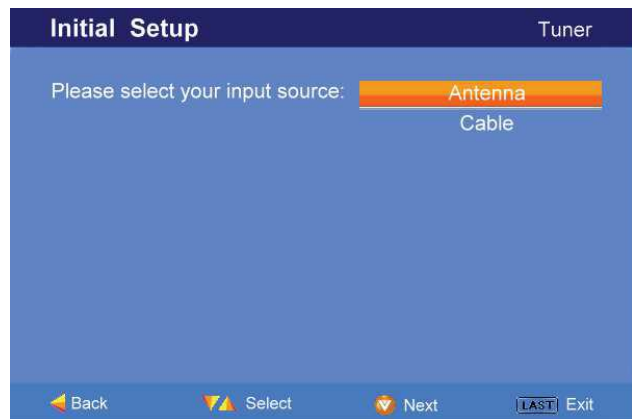 Initial Setup Tuner
Please select your input source: Antenna
Cable
Back Select Next LAST Exit